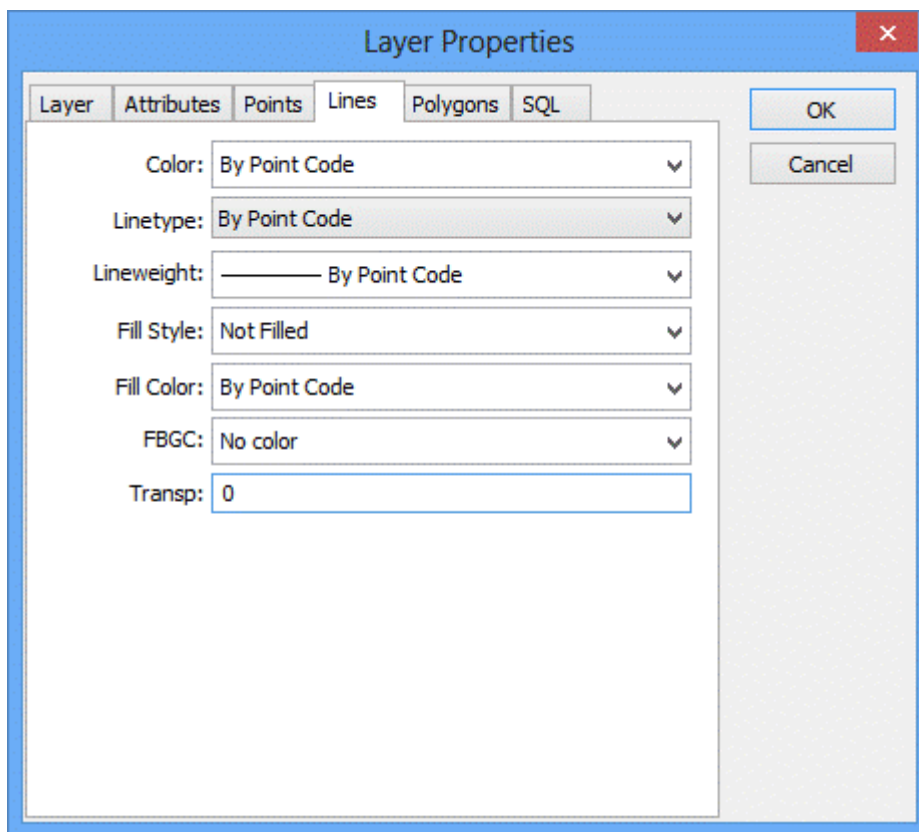 Layer Properties
Layer Attributes Points Lines Polygons SQL
OK
Cancel
Color: By Point Code
Linetype: By Point Code
Lineweight: By Point Code
Fill Style: Not Filled
Fill Color: By Point Code
FBGC: No color
Transp: 0